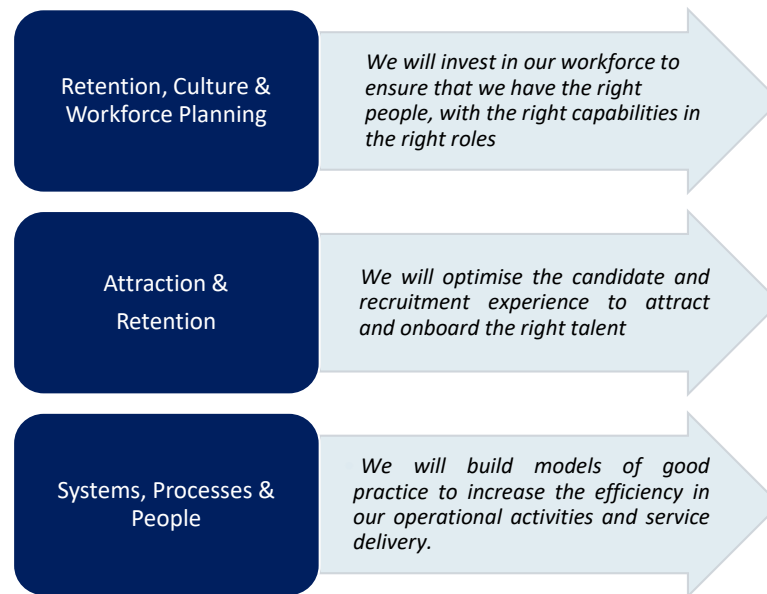 Retention, Culture &
Workforce Planning
We will invest in our workforce to
ensure that we have the right
people, with the right capabilities in
the right roles
Attraction &
Retention
We will optimise the candidate and
recruitment experience to attract
and onboard the right talent
Systems, Processes &
People
We will build models of good
practice to increase the efficiency in
our operational activities and service
delivery.